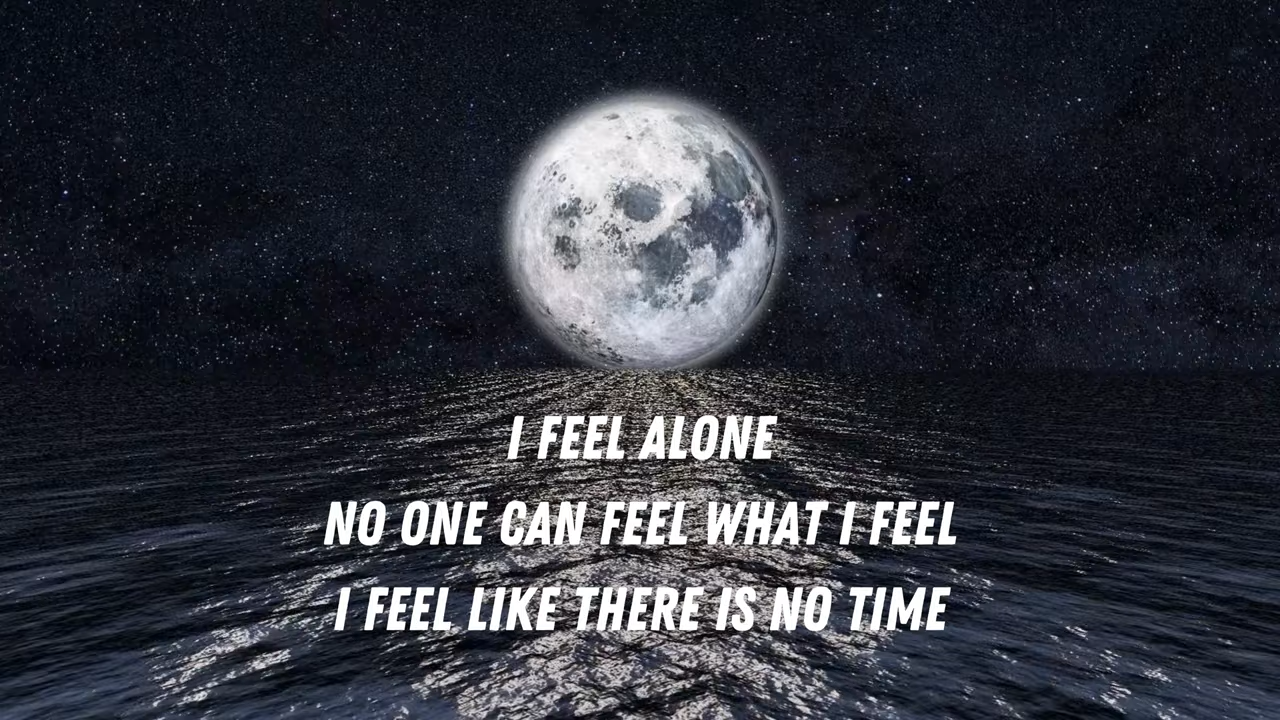 I FEEL ALONE
NO ONE CAN FEEL WHAT I FEEL
I FEEL LIKE THERE IS NO TIME